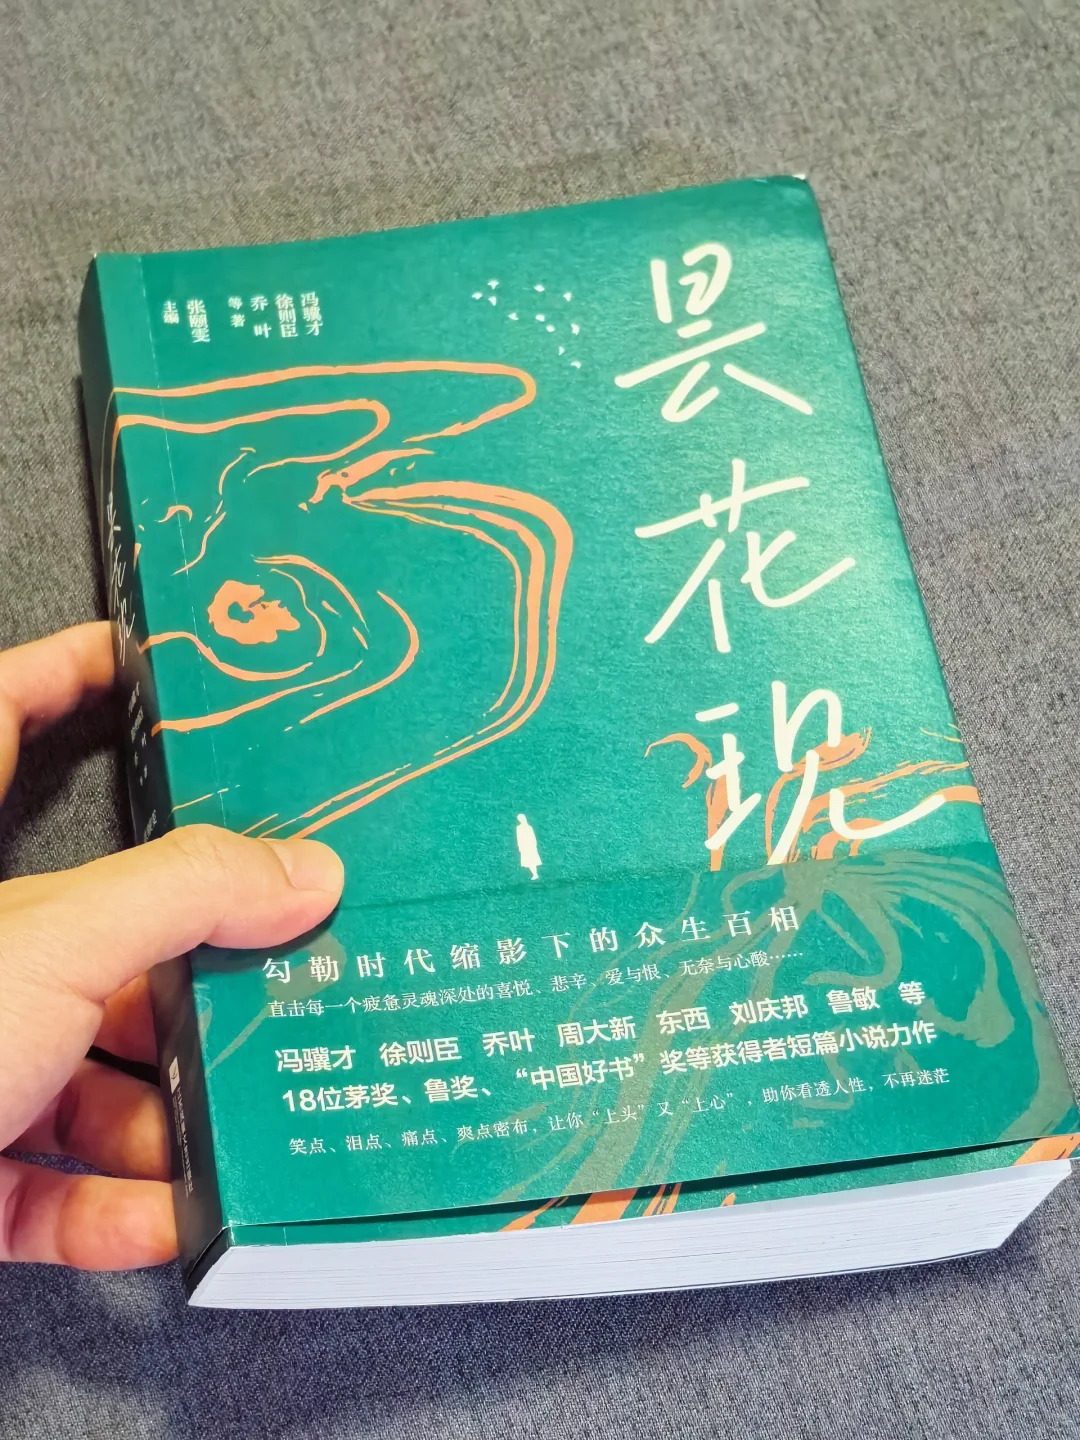 昙花现
冯骥才
徐则臣
乔叶
等著
张颐雯
主编
勾勒时代缩影下的众生百相
直击每一个疲惫灵魂深处的喜悦、悲辛、爱与恨、无奈与心酸……
冯骥才 徐则臣 乔叶 周大新 东西 刘庆邦 鲁敏 等
18位茅奖、鲁奖、“中国好书”奖等获得者短篇小说力作
笑点、泪点、痛点、爽点密布，让你“上头”又“上心”，助你看透人性，不再迷茫
昙花现